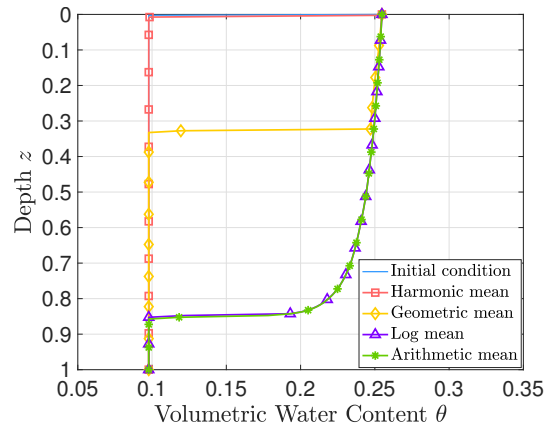 0
0.1
0.2
0.3
0.4
0.5
0.6
0.7
0.8
0.9
1
Depth z
Initial condition
Harmonic mean
Geometric mean
Log mean
Arithmetic mean
0.05 0.1 0.15 0.2 0.25 0.3 0.35
Volumetric Water Content θ